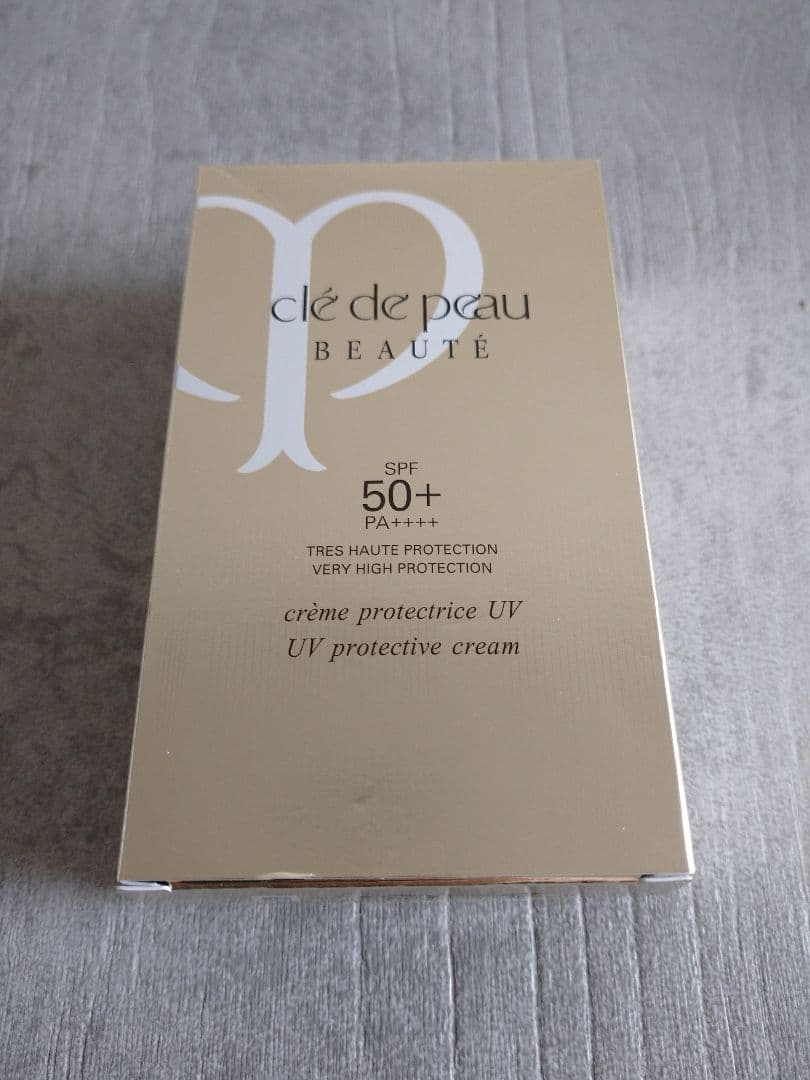 clé de peau
BEAUTÉ
SPF
50+
PA++++
TRES HAUTE PROTECTION
VERY HIGH PROTECTION
crème protectrice UV
UV protective cream